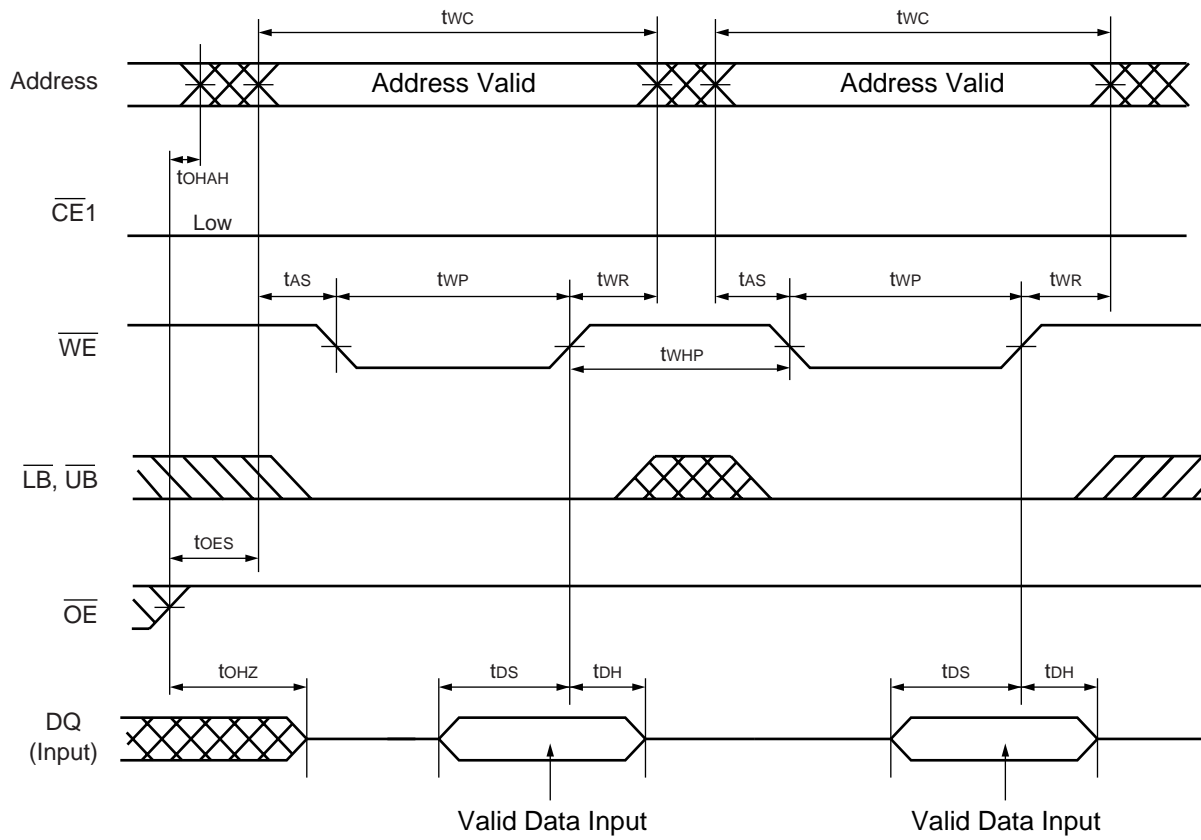 tWC tWC
Address Address Valid Address Valid
tOHAH
CE1
Low
tAS tWP tWR tAS tWP tWR
WE
tWHP
LB, UB
tOES
OE
tOHZ tDS tDH tDS tDH
DQ
(Input)
Valid Data Input Valid Data Input